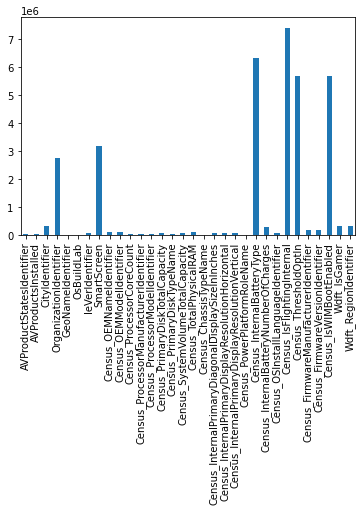 1e6
7
6
5
4
3
2
1
0
AVProductStatesIdentifier
AVProductsInstalled
CityIdentifier
OrganizationIdentifier
GeoNameIdentifier
OsBuildLab
IeVerIdentifier
SmartScreen
Census_OEMNameIdentifier
Census_OEMModelIdentifier
Census_ProcessorCoreCount
Census_ProcessorManufacturerIdentifier
Census_ProcessorModelIdentifier
Census_PrimaryDiskTotalCapacity
Census_PrimaryDiskTypeName
Census_SystemVolumeTotalCapacity
Census_TotalPhysicalRAM
Census_ChassisTypeName
Census_InternalPrimaryDiagonalDisplaySizeInInches
Census_InternalPrimaryDisplayResolutionHorizontal
Census_InternalPrimaryDisplayResolutionVertical
Census_PowerPlatformRoleName
Census_InternalBatteryType
Census_InternalBatteryNumberOfCharges
Census_OSInstallLanguageIdentifier
Census_IsFlightingInternal
Census_ThresholdOptIn
Census_FirmwareManufacturerIdentifier
Census_FirmwareVersionIdentifier
Census_IsWIMBootEnabled
Wdft_IsGamer
Wdft_RegionIdentifier